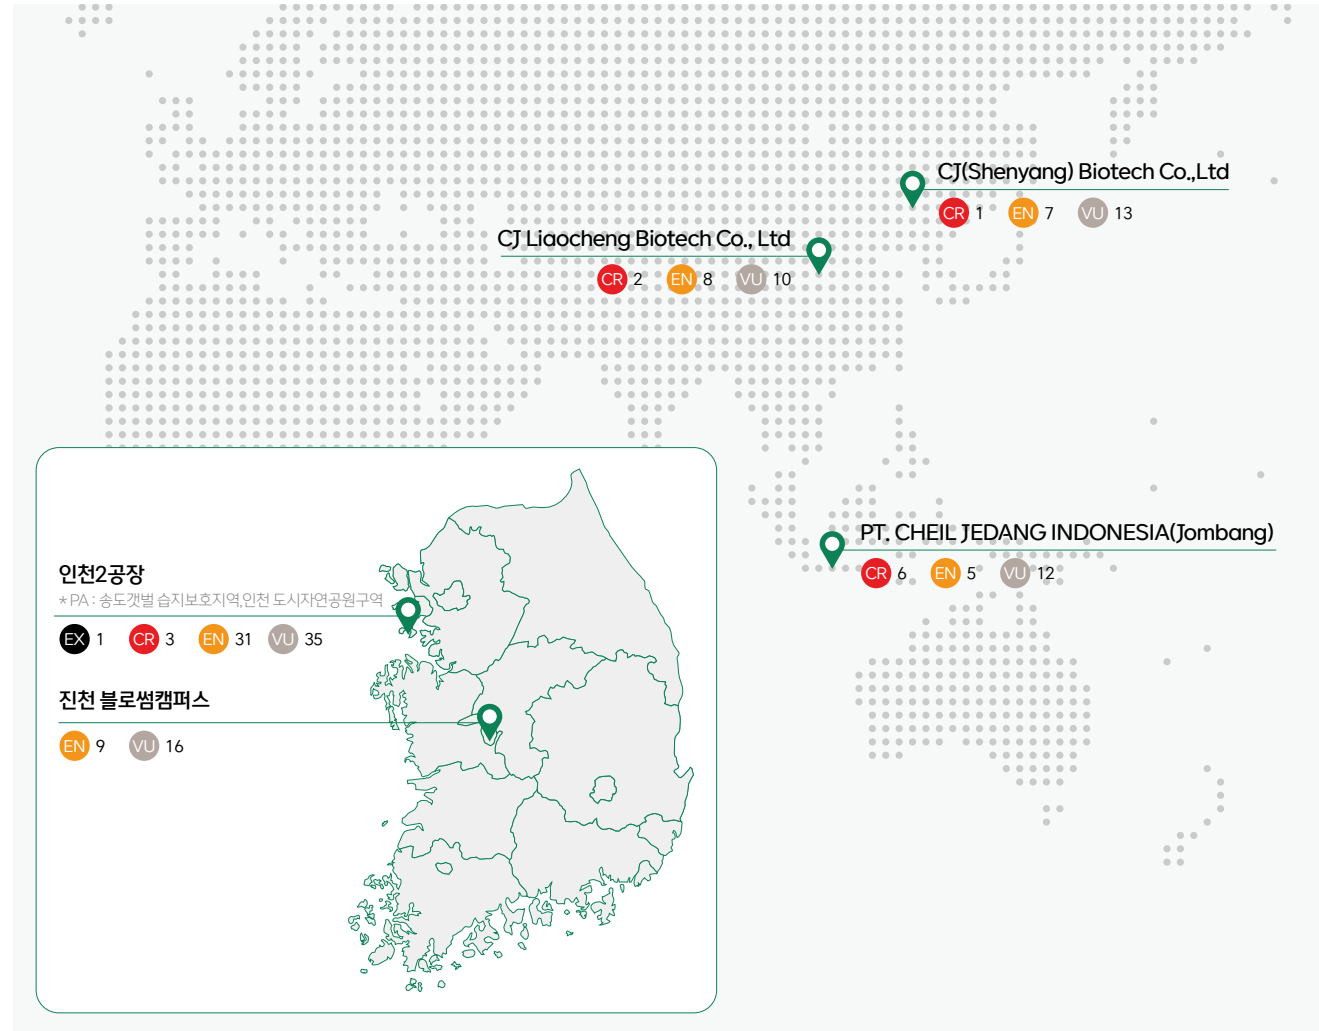 CJ(Shenyang) Biotech Co.,Ltd
CR 1 EN 7 VU 13
CJ Liaocheng Biotech Co., Ltd
CR 2 EN 8 VU 10
PT. CHEIL JEDANG INDONESIA(Jombang)
CR 6 EN 5 VU 12
인천2공장
*PA : 송도갯벌 습지보호지역,인천 도시자연공원구역
EX 1 CR 3 EN 31 VU 35
진천 블로썸캠퍼스
EN 9 VU 16